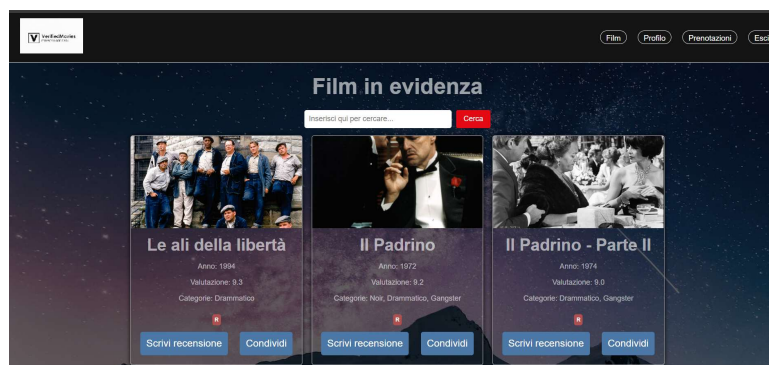 VerifiedMovies
Film
Profilo
Prenotazioni
Esci
Film in evidenza
Inserisci qui per cercare...
Cerca
Le ali della libertà
Anno: 1994
Valutazione: 9.3
Categorie: Drammatico
R
Scrivi recensione
Condividi
Il Padrino
Anno: 1972
Valutazione: 9.2
Categorie: Noir, Drammatico, Gangster
R
Scrivi recensione
Condividi
Il Padrino - Parte II
Anno: 1974
Valutazione: 9.0
Categorie: Drammatico, Gangster
R
Scrivi recensione
Condividi